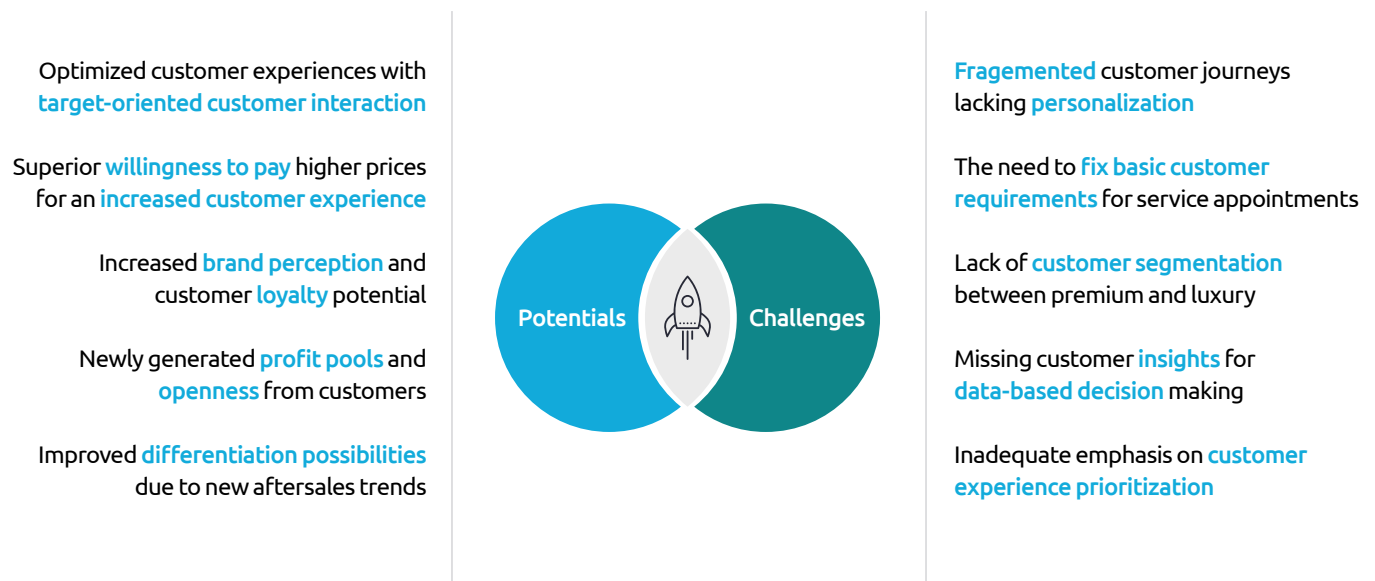 Optimized customer experiences with
target-oriented customer interaction
Superior willingness to pay higher prices
for an increased customer experience
Increased brand perception and
customer loyalty potential
Newly generated profit pools and
openness from customers
Improved differentiation possibilities
due to new aftersales trends
Potentials
Challenges
Fragemented customer journeys
lacking personalization
The need to fix basic customer
requirements for service appointments
Lack of customer segmentation
between premium and luxury
Missing customer insights for
data-based decision making
Inadequate emphasis on customer
experience prioritization